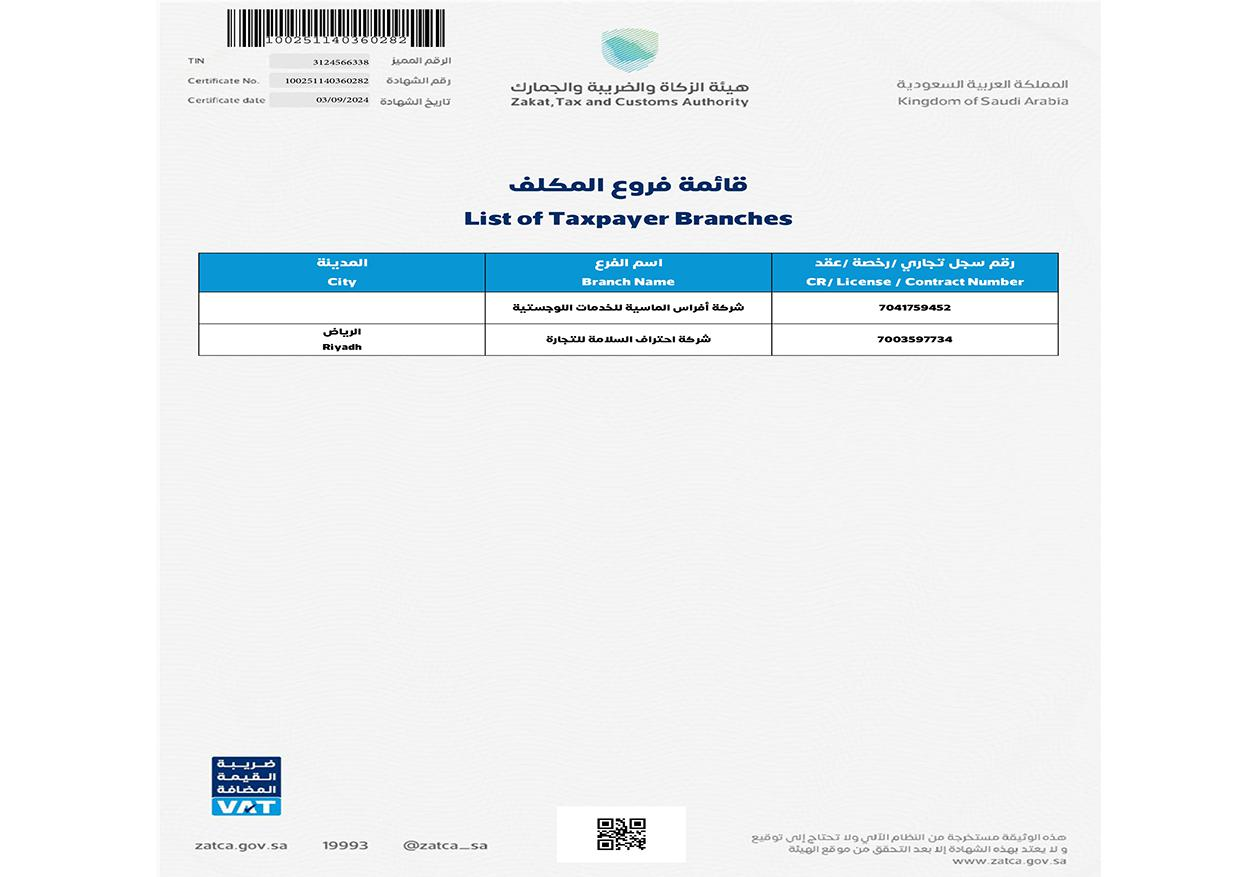 100251140360282
TIN 3124566338 الرقم المميز
Certificate No. 100251140360282 رقم الشهادة
Certificate date 03/09/2024 تاريخ الشهادة
هيئة الزكاة والضريبة والجمارك
Zakat, Tax and Customs Authority
المملكة العربية السعودية
Kingdom of Saudi Arabia
قائمة فروع المكلف
List of Taxpayer Branches
رقم سجل تجاري /رخصة /عقد اسم الفرع المدينة
CR/ License / Contract Number Branch Name City
7041759452 شركة أفراس الماسية للخدمات اللوجستية
7003597734 شركة احتراف السلامة للتجارة الرياض
Riyadh
ضريبة
القيمة
المضافة
VAT
zatca.gov.sa 19993 @zatca_sa
هذه الوثيقة مستخرجة من النظام الآلي ولا تحتاج إلى توقيع
و لا يعتد بهذه الشهادة إلا بعد التحقق من موقع الهيئة
www.zatca.gov.sa